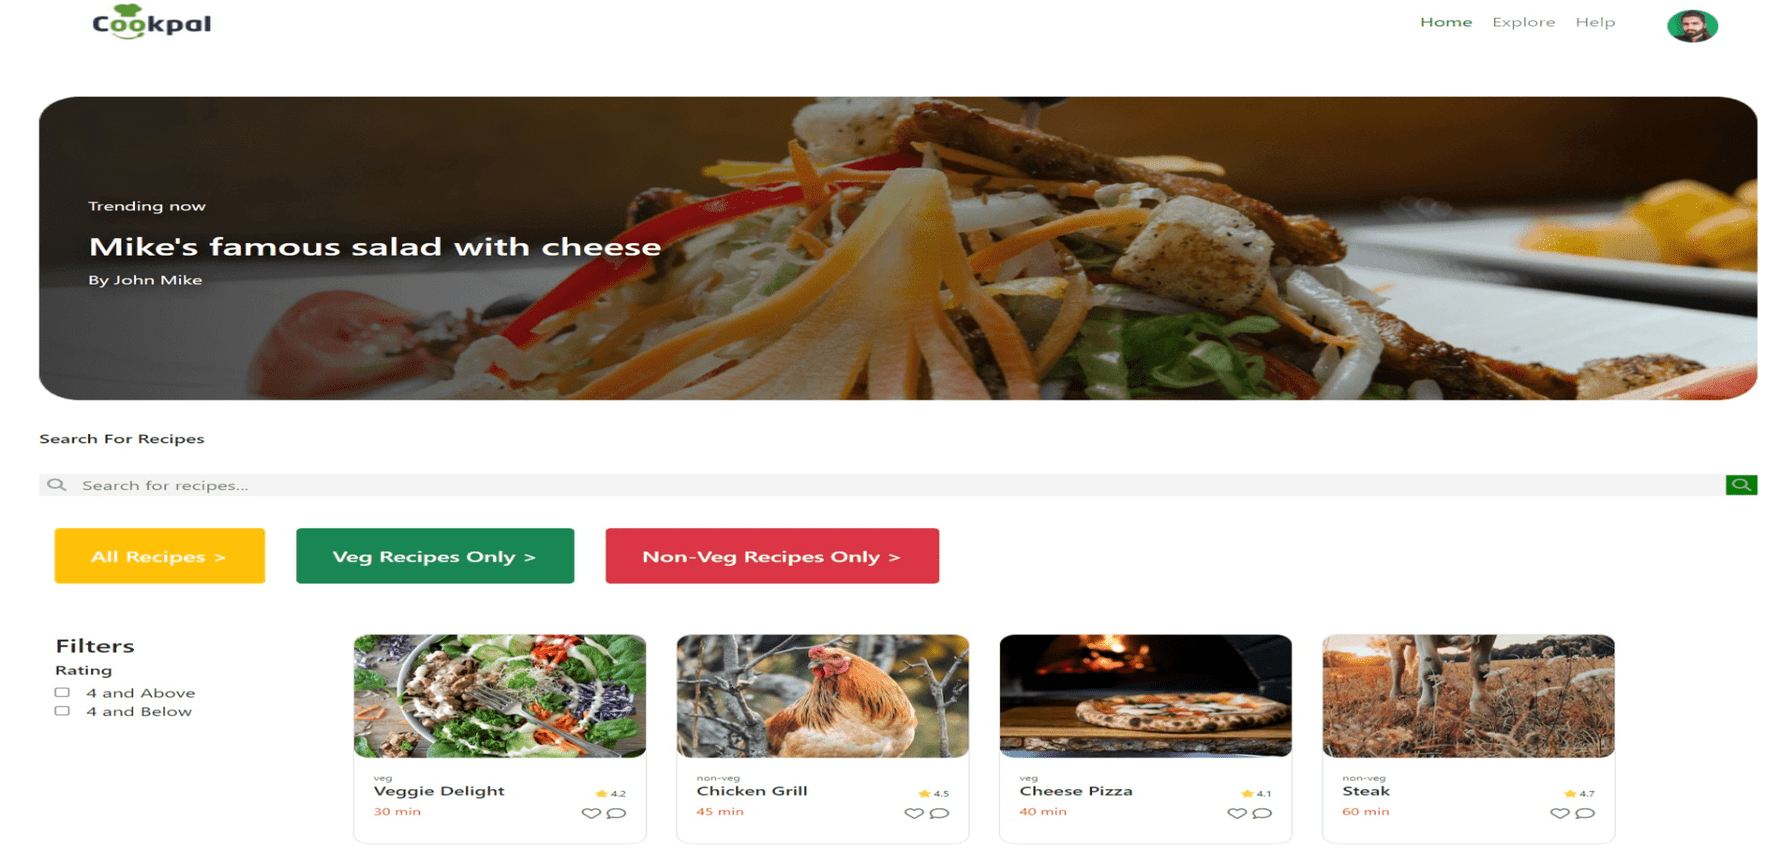 Cookpal
Home Explore Help
Trending now
Mike's famous salad with cheese
By John Mike
Search For Recipes
Search for recipes...
All Recipes > Veg Recipes Only > Non-Veg Recipes Only >
Filters
Rating
4 and Above
4 and Below
veg
Veggie Delight 4.2
30 min
non-veg
Chicken Grill 4.5
45 min
veg
Cheese Pizza 4.1
40 min
non-veg
Steak 4.7
60 min